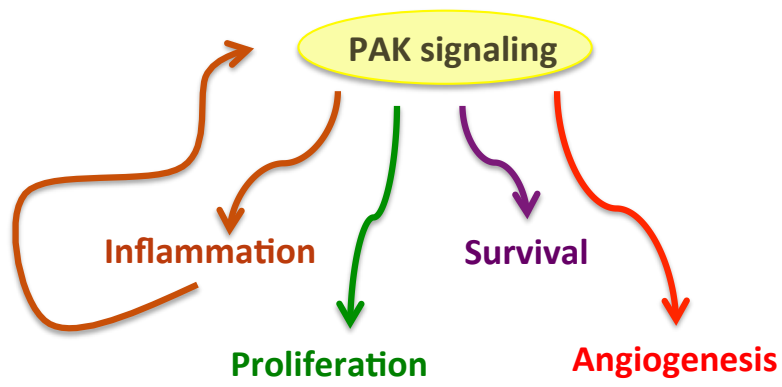 PAK signaling
Inflammation
Survival
Proliferation
Angiogenesis